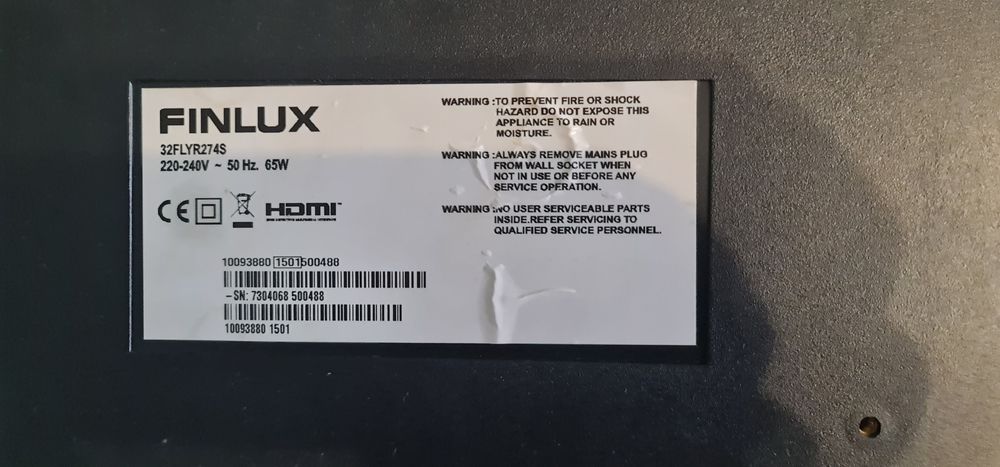 FINLUX
32FLYR274S
220-240V ~ 50 Hz. 65W
CE HDMI
10093880 1501500488
-SN: 7304068 500488
10093880 1501
WARNING :TO PREVENT FIRE OR SHOCK
HAZARD DO NOT EXPOSE THIS
APPLIANCE TO RAIN OR
MOISTURE.
WARNING :ALWAYS REMOVE MAINS PLUG
FROM WALL SOCKET WHEN
NOT IN USE OR BEFORE ANY
SERVICE OPERATION.
WARNING :NO USER SERVICEABLE PARTS
INSIDE.REFER SERVICING TO
QUALIFIED SERVICE PERSONNEL.